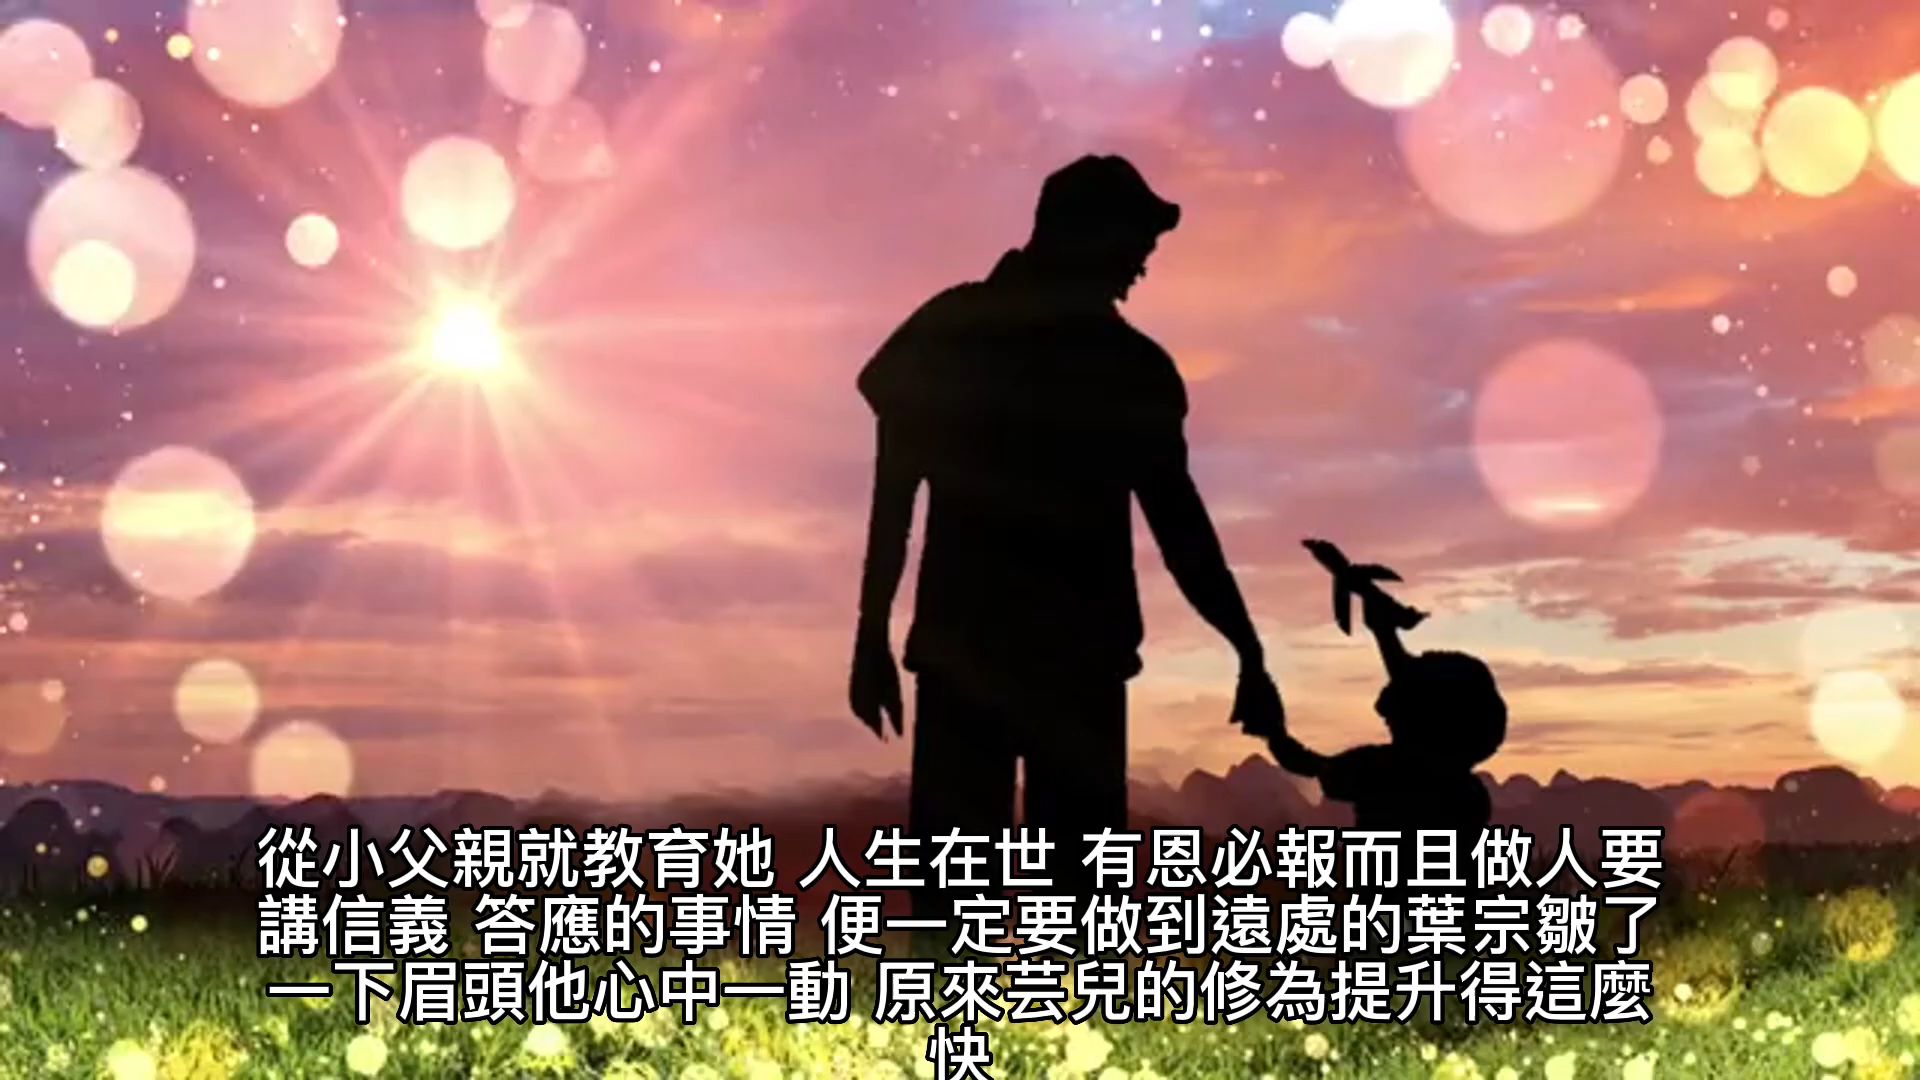 從小父親就教育她 人生在世 有恩必報而且做人要
講信義 答應的事情 便一定要做到遠處的葉宗皺了
一下眉頭他心中一動 原來芸兒的修為提升得這麼
快